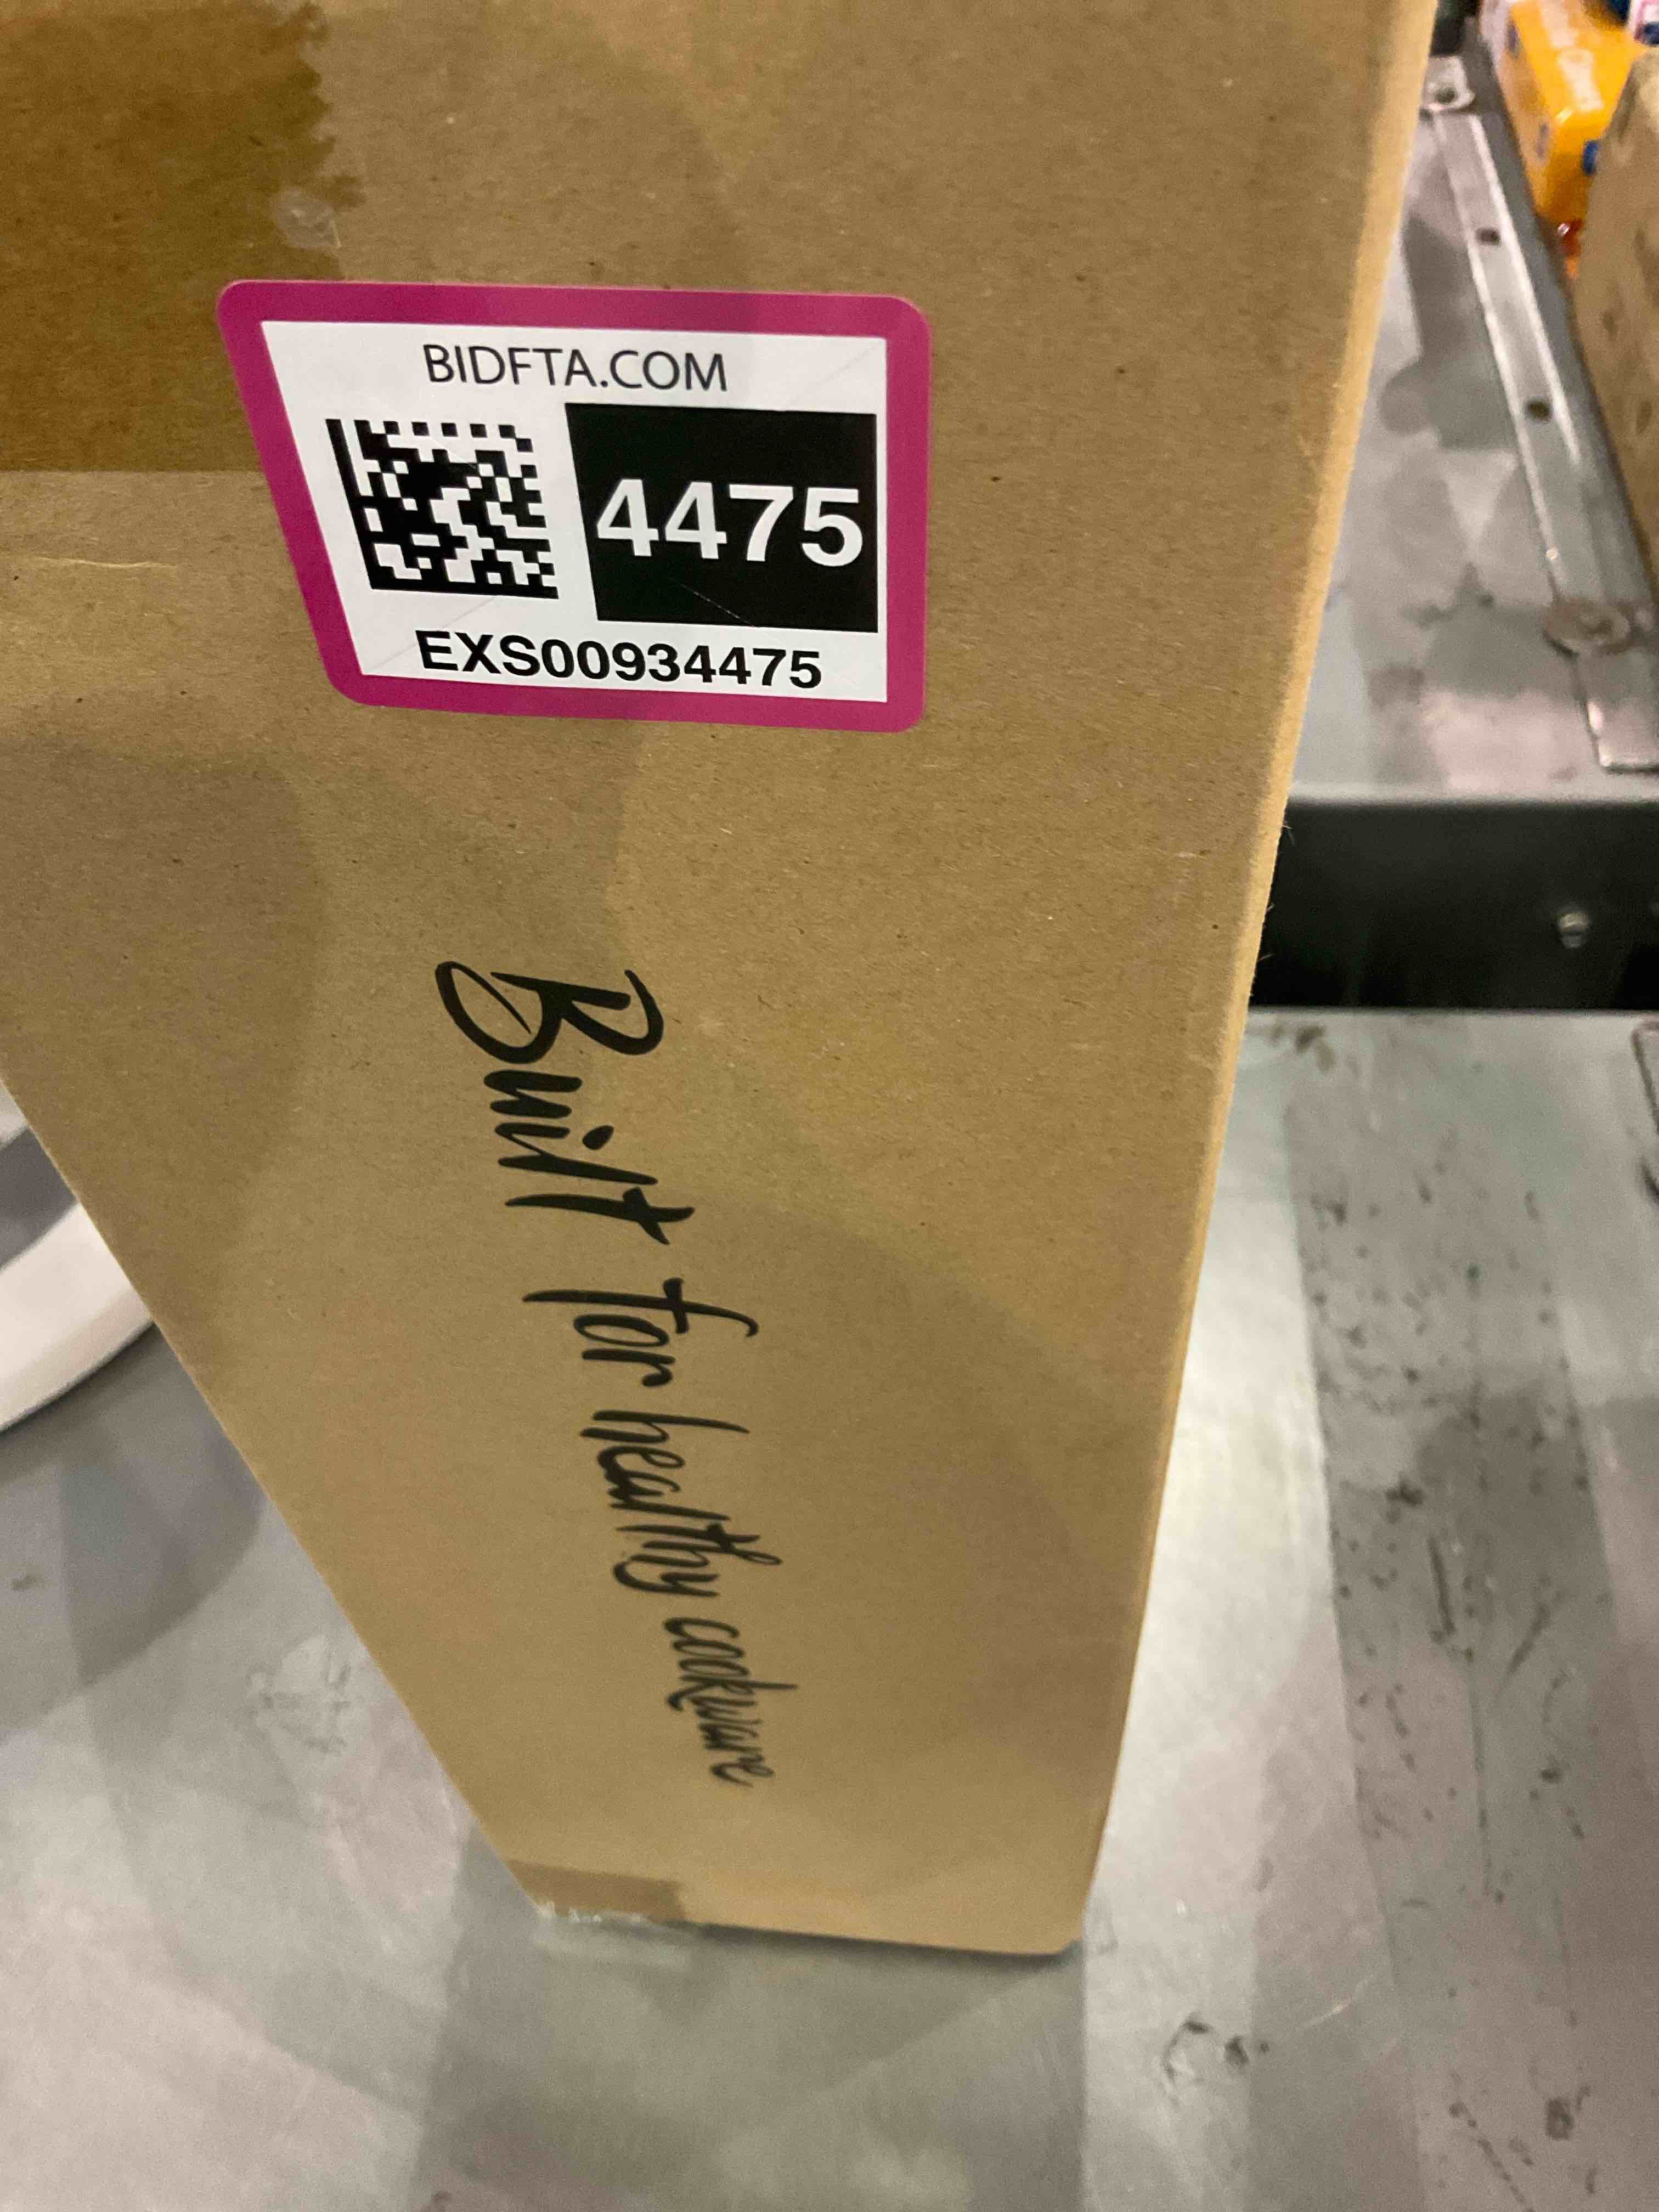 BIDFTA.COM
4475
EXS00934475
Built for healthy cookware